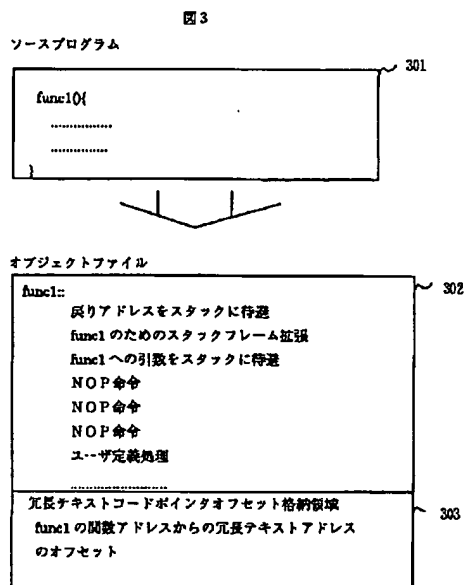 図3
ソースプログラム
301
func1(){
................
...............
}
オブジェクトファイル
302
func1::
戻りアドレスをスタックに待避
func1のためのスタックフレーム拡張
func1への引数をスタックに待避
NOP命令
NOP命令
NOP命令
ユーザ定義処理
.........................
303
冗長テキストコードポインタオフセット格納領域
func1の関数アドレスからの冗長テキストアドレス
のオフセット